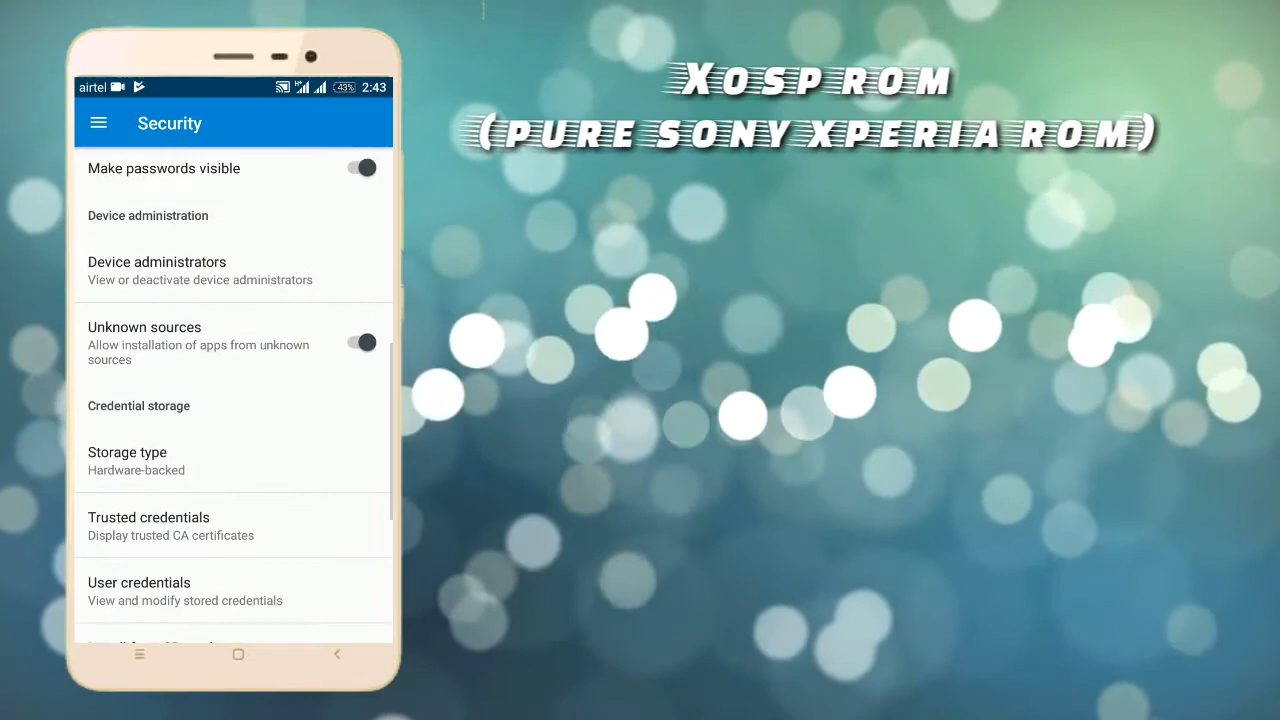 airtel 43% 2:43
Security
Make passwords visible
Device administration
Device administrators
View or deactivate device administrators
Unknown sources
Allow installation of apps from unknown
sources
Credential storage
Storage type
Hardware-backed
Trusted credentials
Display trusted CA certificates
User credentials
View and modify stored credentials
Xosp rom
(pure sony xperia rom)